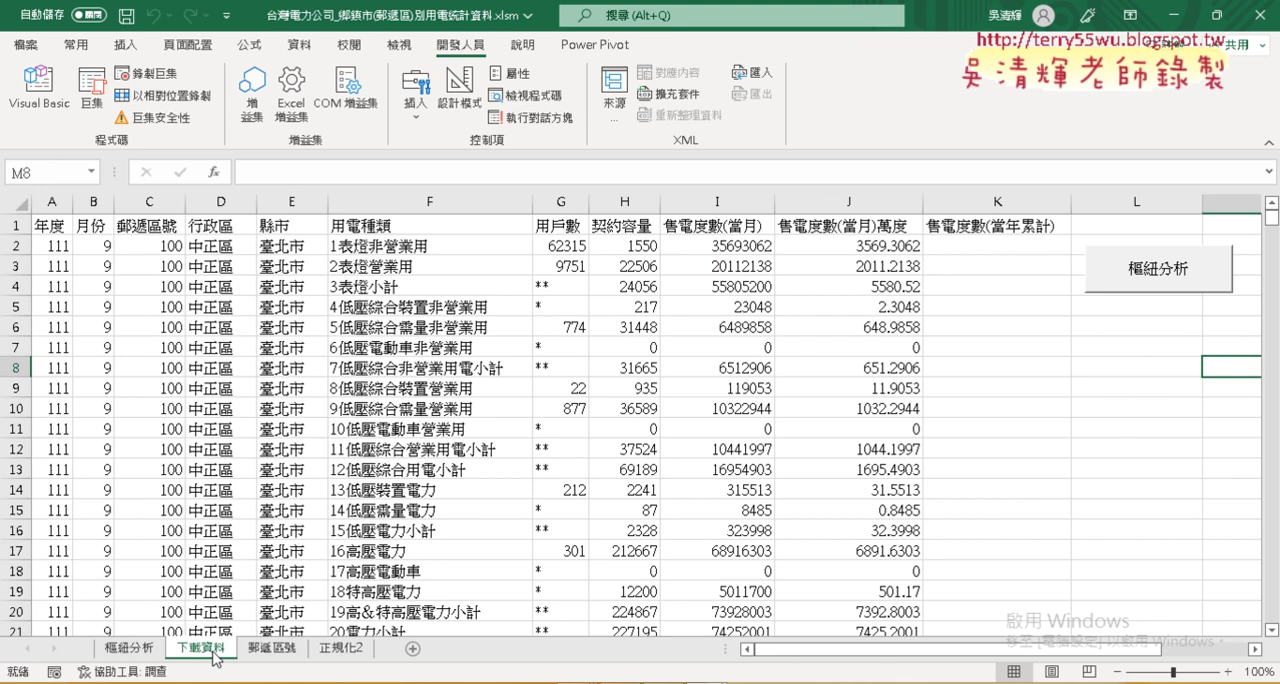 自動儲存
台灣電力公司_鄉鎮市(郵遞區)別用電統計資料.xlsm
搜尋 (Alt+Q)
吳清輝
檔案 常用 插入 頁面配置 公式 資料 校閱 檢視 開發人員 說明 Power Pivot
共用
http://terry55wu.blogspot.tw
吳清輝老師錄製
Visual Basic 巨集 錄製巨集 以相對位置錄製 巨集安全性
增益集 Excel 增益集 COM 增益集
插入 設計模式 屬性 檢視程式碼 執行對話方塊
來源... 對應內容 擴充套件 重新整理資料 匯入 匯出
程式碼 增益集 控制項 XML
M8 fx
A B C D E F G H I J K L
1 年度 月份 郵遞區號 行政區 縣市 用電種類 用戶數 契約容量 售電度數(當月) 售電度數(當月)萬度 售電度數(當年累計)
2 111 9 100 中正區 臺北市 1表燈非營業用 62315 1550 35693062 3569.3062
3 111 9 100 中正區 臺北市 2表燈營業用 9751 22506 20112138 2011.2138
樞紐分析
4 111 9 100 中正區 臺北市 3表燈小計 ** 24056 55805200 5580.52
5 111 9 100 中正區 臺北市 4低壓綜合裝置非營業用 * 217 23048 2.3048
6 111 9 100 中正區 臺北市 5低壓綜合需量非營業用 774 31448 6489858 648.9858
7 111 9 100 中正區 臺北市 6低壓電動車非營業用 * 0 0 0
8 111 9 100 中正區 臺北市 7低壓綜合非營業用電小計 ** 31665 6512906 651.2906
9 111 9 100 中正區 臺北市 8低壓綜合裝置營業用 22 935 119053 11.9053
10 111 9 100 中正區 臺北市 9低壓綜合需量營業用 877 36589 10322944 1032.2944
11 111 9 100 中正區 臺北市 10低壓電動車營業用 * 0 0 0
12 111 9 100 中正區 臺北市 11低壓綜合營業用電小計 ** 37524 10441997 1044.1997
13 111 9 100 中正區 臺北市 12低壓綜合用電小計 ** 69189 16954903 1695.4903
14 111 9 100 中正區 臺北市 13低壓裝置電力 212 2241 315513 31.5513
15 111 9 100 中正區 臺北市 14低壓需量電力 * 87 8485 0.8485
16 111 9 100 中正區 臺北市 15低壓電力小計 ** 2328 323998 32.3998
17 111 9 100 中正區 臺北市 16高壓電力 301 212667 68916303 6891.6303
18 111 9 100 中正區 臺北市 17高壓電動車 * 0 0 0
19 111 9 100 中正區 臺北市 18特高壓電力 * 12200 5011700 501.17
20 111 9 100 中正區 臺北市 19高&特高壓電力小計 ** 224867 73928003 7392.8003
21 111 9 100 中正區 臺北市 20電力小計 ** 227195 74252001 7425.2001
啟用 Windows
移至 [電腦設定] 以啟用 Windows。
樞紐分析 下載資料 郵遞區號 正規化2
就緒 協助工具: 調查 100%